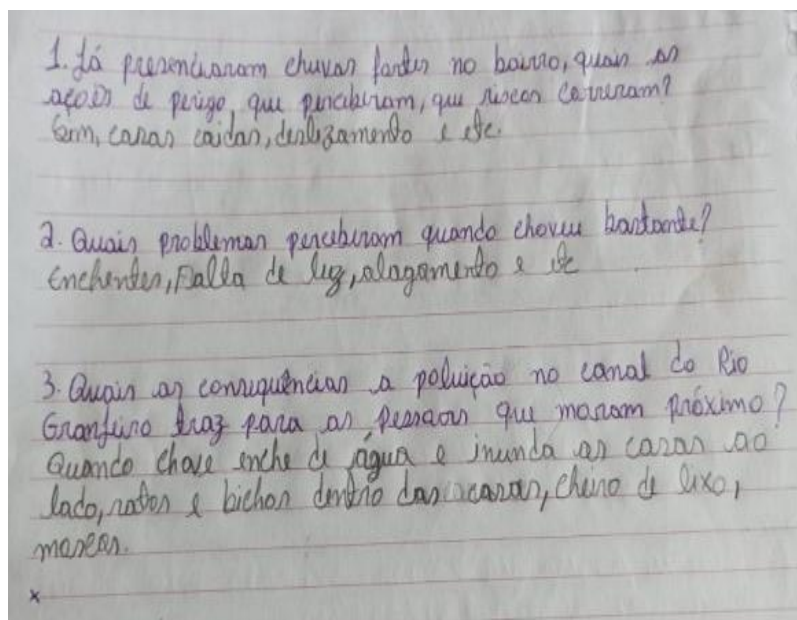 1. Já presenciaram chuvas fortes no bairro, quais as
ações de perigo que perceberam, que riscos correram?
Sim, casas caidas, deslizamento e etc.
2. Quais problemas perceberam quando choveu bastante?
Enchentes, Falta de luz, alagamento e etc
3. Quais as consequências a poluição no canal do Rio
Granjeiro traz para as pessoas que moram próximo?
Quando chove enche de água e inunda as casas ao
lado, ratos e bichos dentro das casas, cheiro de lixo,
moscas.
x